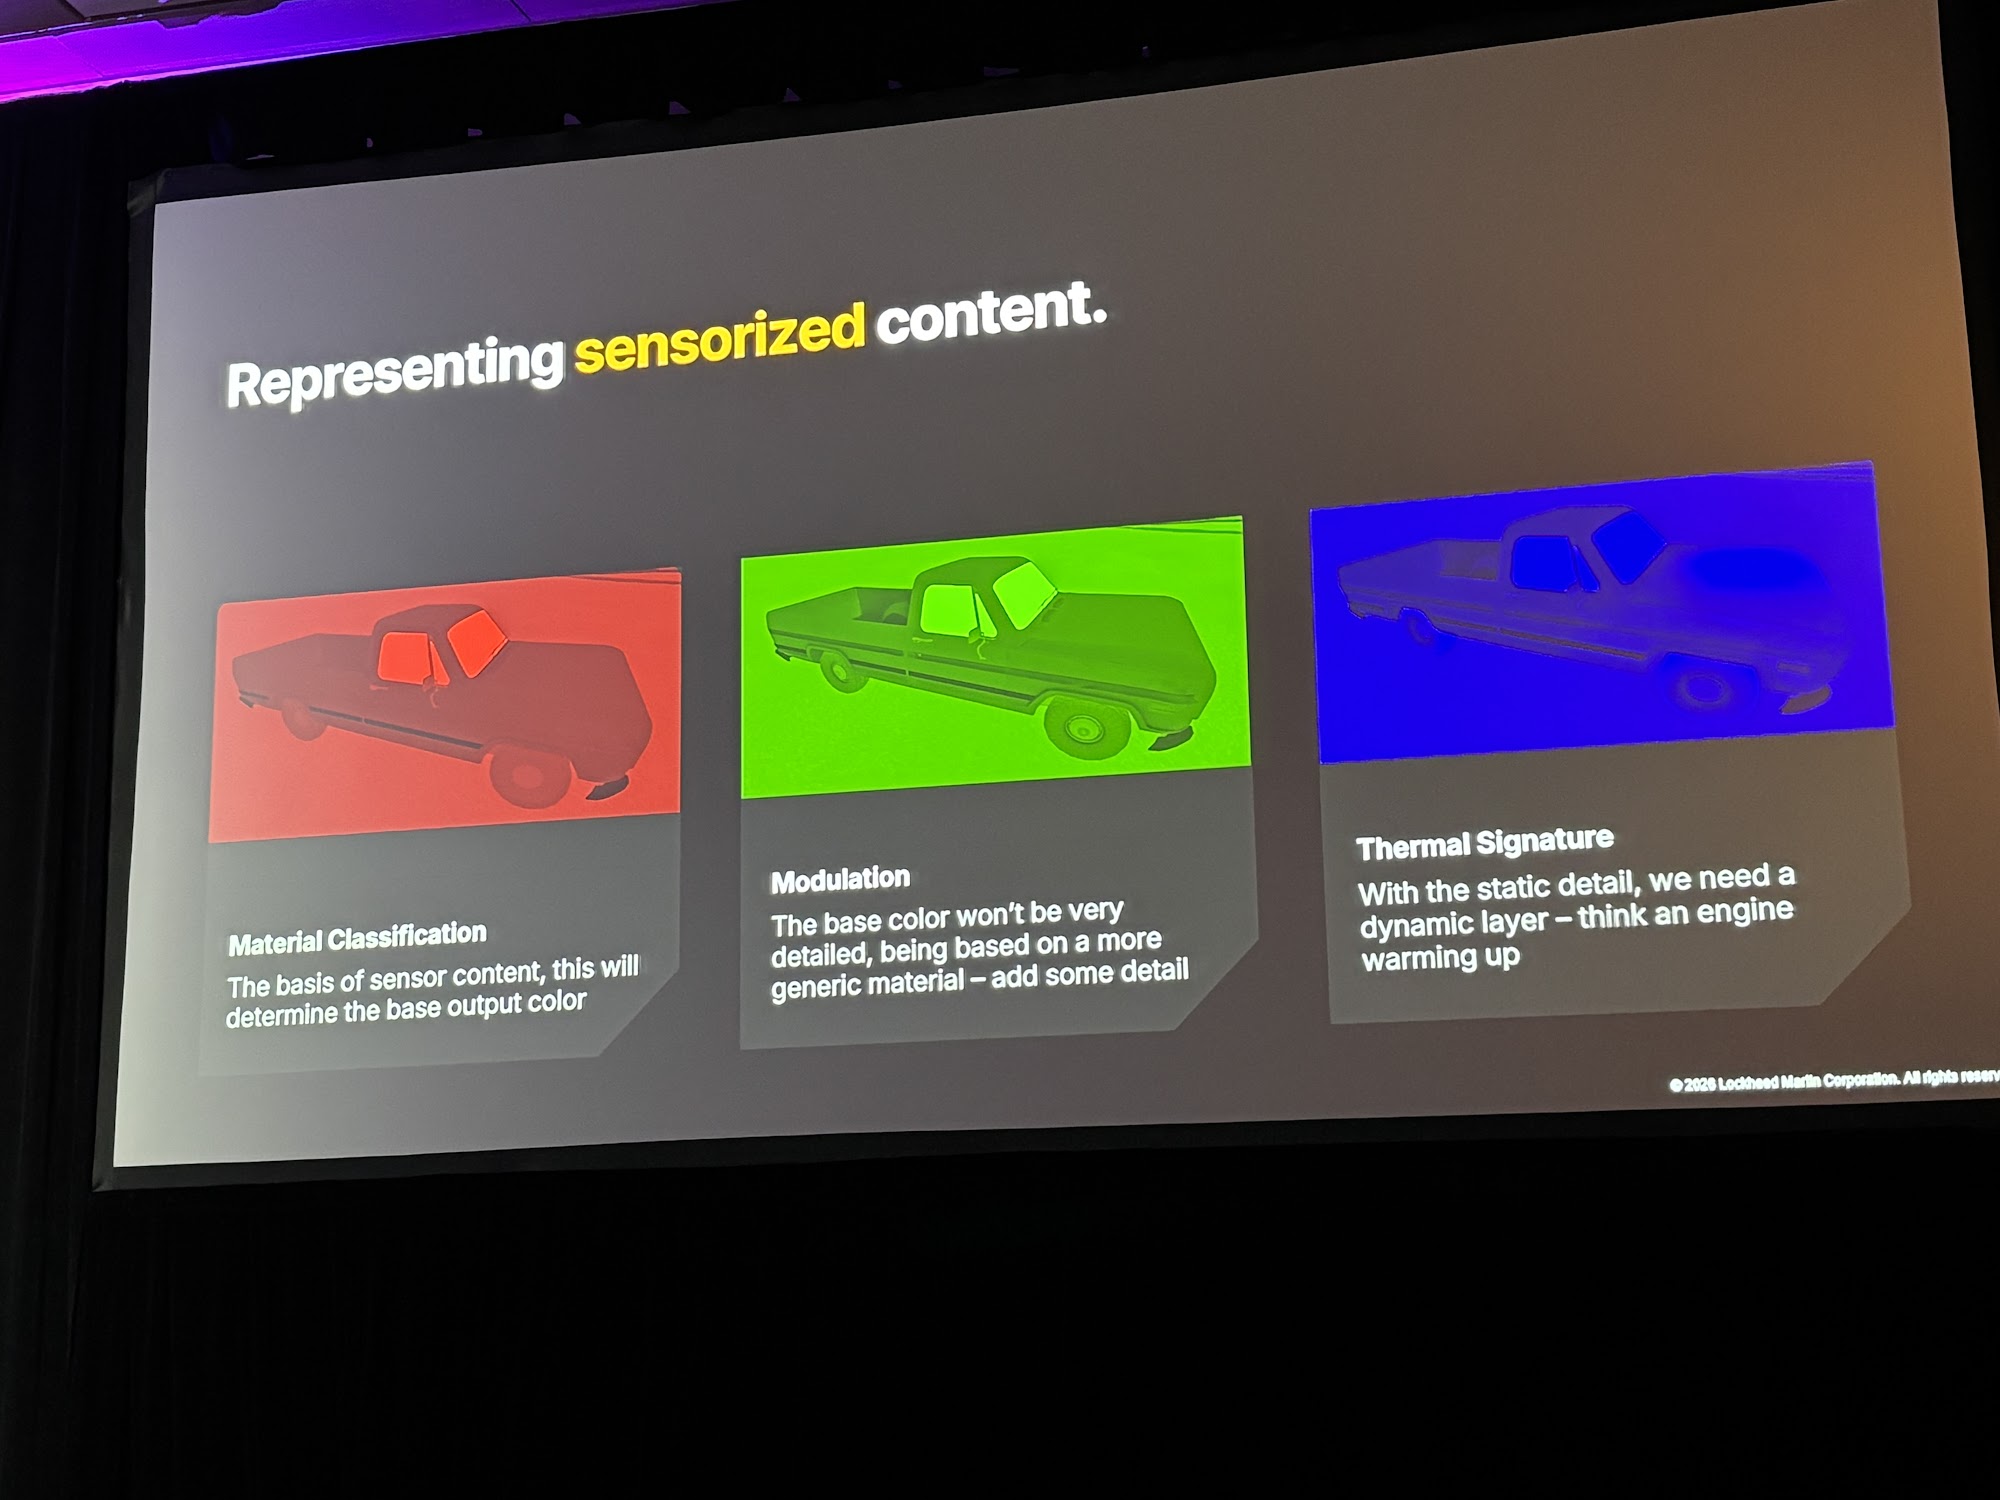 Representing sensorized content.
Material Classification
The basis of sensor content, this will
determine the base output color
Modulation
The base color won't be very
detailed, being based on a more
generic material – add some detail
Thermal Signature
With the static detail, we need a
dynamic layer – think an engine
warming up
Lockheed Martin Corporation. All rights